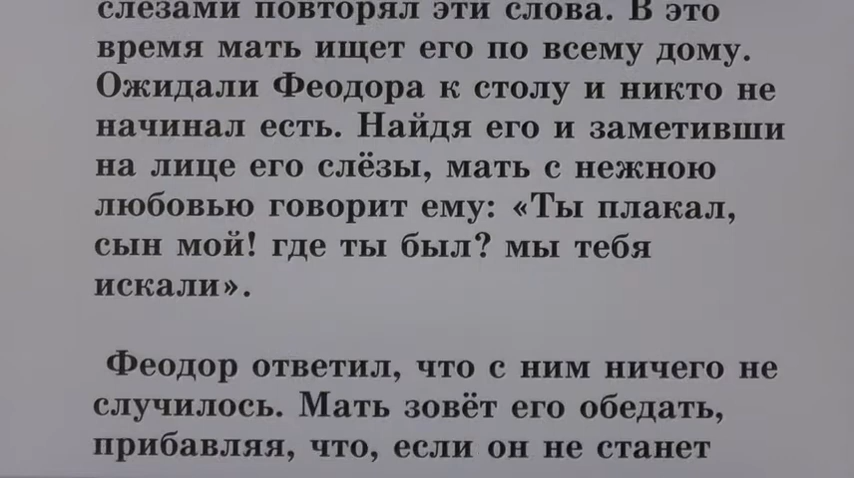 слезами повторял эти слова. В это
время мать ищет его по всему дому.
Ожидали Феодора к столу и никто не
начинал есть. Найдя его и заметивши
на лице его слёзы, мать с нежною
любовью говорит ему: «Ты плакал,
сын мой! где ты был? мы тебя
искали».
Феодор ответил, что с ним ничего не
случилось. Мать зовёт его обедать,
прибавляя, что, если он не станет